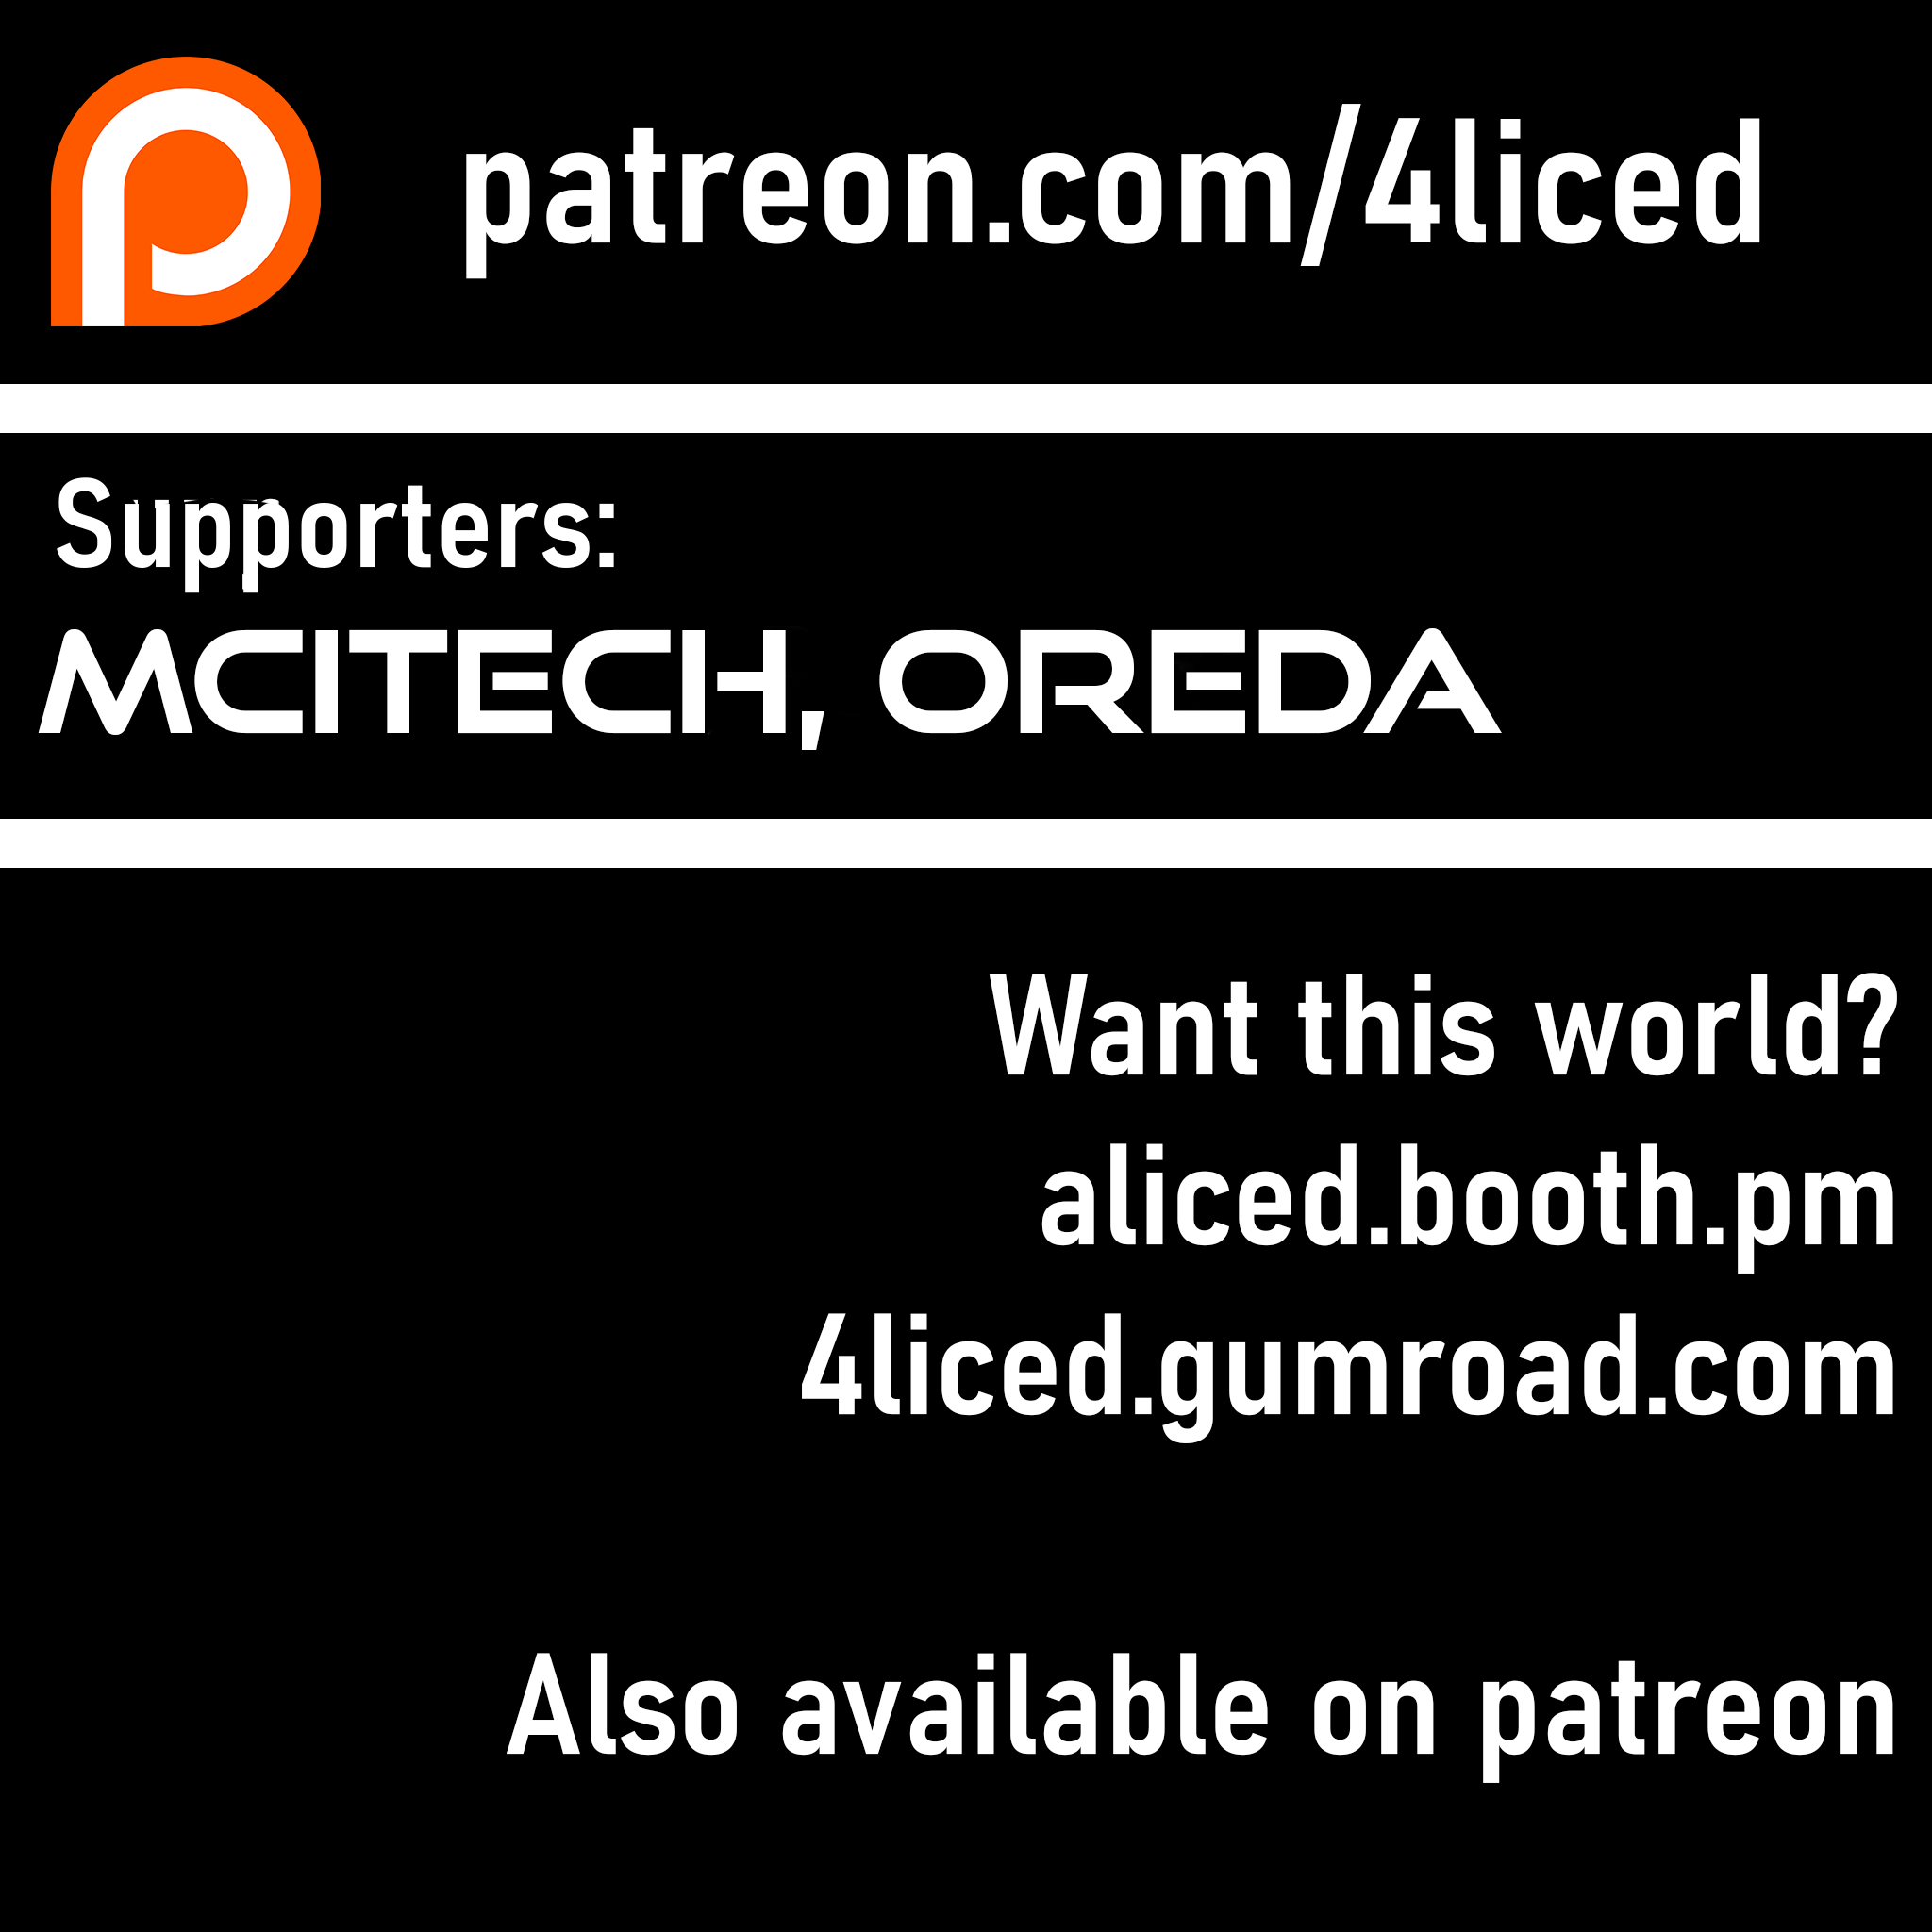 patreon.com/4liced
Supporters:
MCITECH, OREDA
Want this world?
aliced.booth.pm
4liced.gumroad.com
Also available on patreon